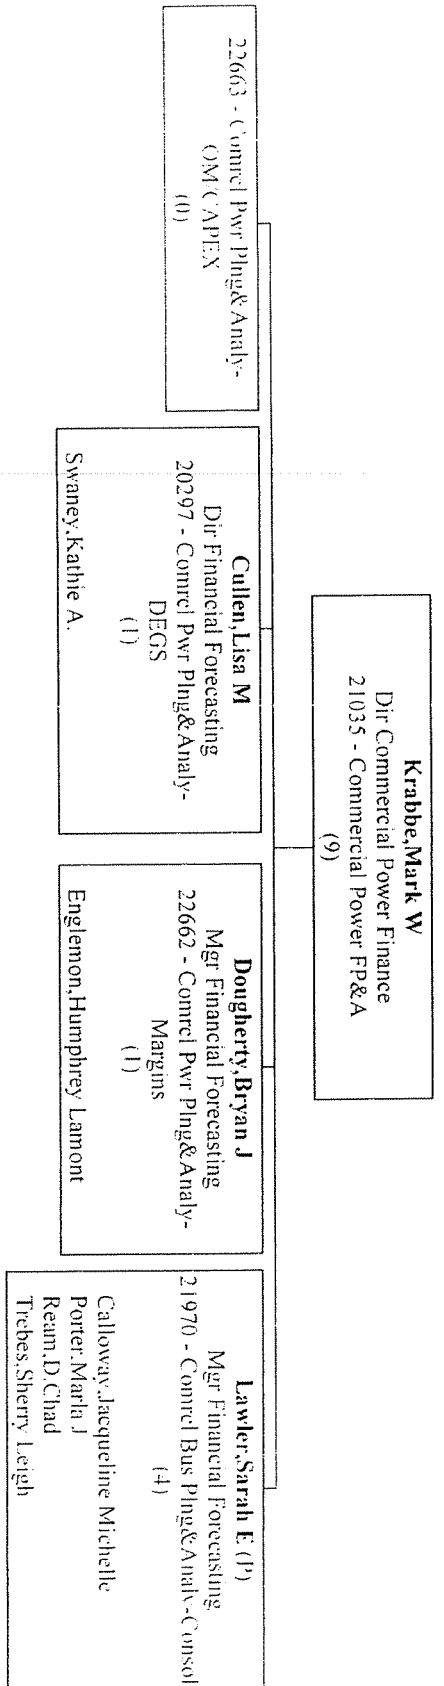 Krabbe,Mark W
Dir Commercial Power Finance
21035 - Commercial Power FP&A
(9)
22663 - Comrcl Pwr Plng&Analy-
OM/CAPEX
(0)
Cullen,Lisa M
Dir Financial Forecasting
20297 - Comrcl Pwr Plng&Analy-
DEGS
(1)
Swaney,Kathie A.
Dougherty,Bryan J
Mgr Financial Forecasting
22662 - Comrcl Pwr Plng&Analy-
Margins
(1)
Englemon,Humphrey Lamont
Lawler,Sarah E (P)
Mgr Financial Forecasting
21970 - Comrcl Bus Plng&Analy-Consol
(4)
Calloway,Jacqueline Michelle
Porter,Marla J
Ream,D.Chad
Trebes,Sherry Leigh